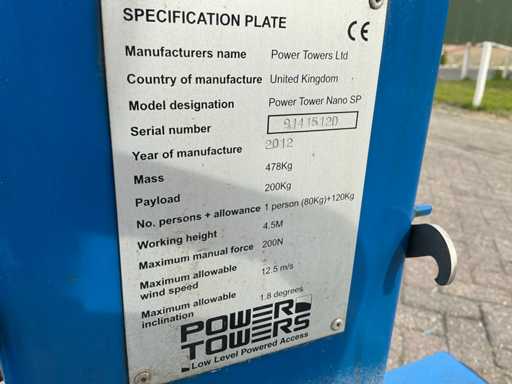 SPECIFICATION PLATE
CE
Manufacturers name Power Towers Ltd
Country of manufacture United Kingdom
Model designation Power Tower Nano SP
Serial number 9141512D
Year of manufacture 2012
Mass 478Kg
Payload 200Kg
No. persons + allowance 1 person (80Kg)+120Kg
Working height 4.5M
Maximum manual force 200N
Maximum allowable
wind speed 12.5 m/s
Maximum allowable
inclination 1.8 degrees
POWER
TOWERS
Low Level Powered Access